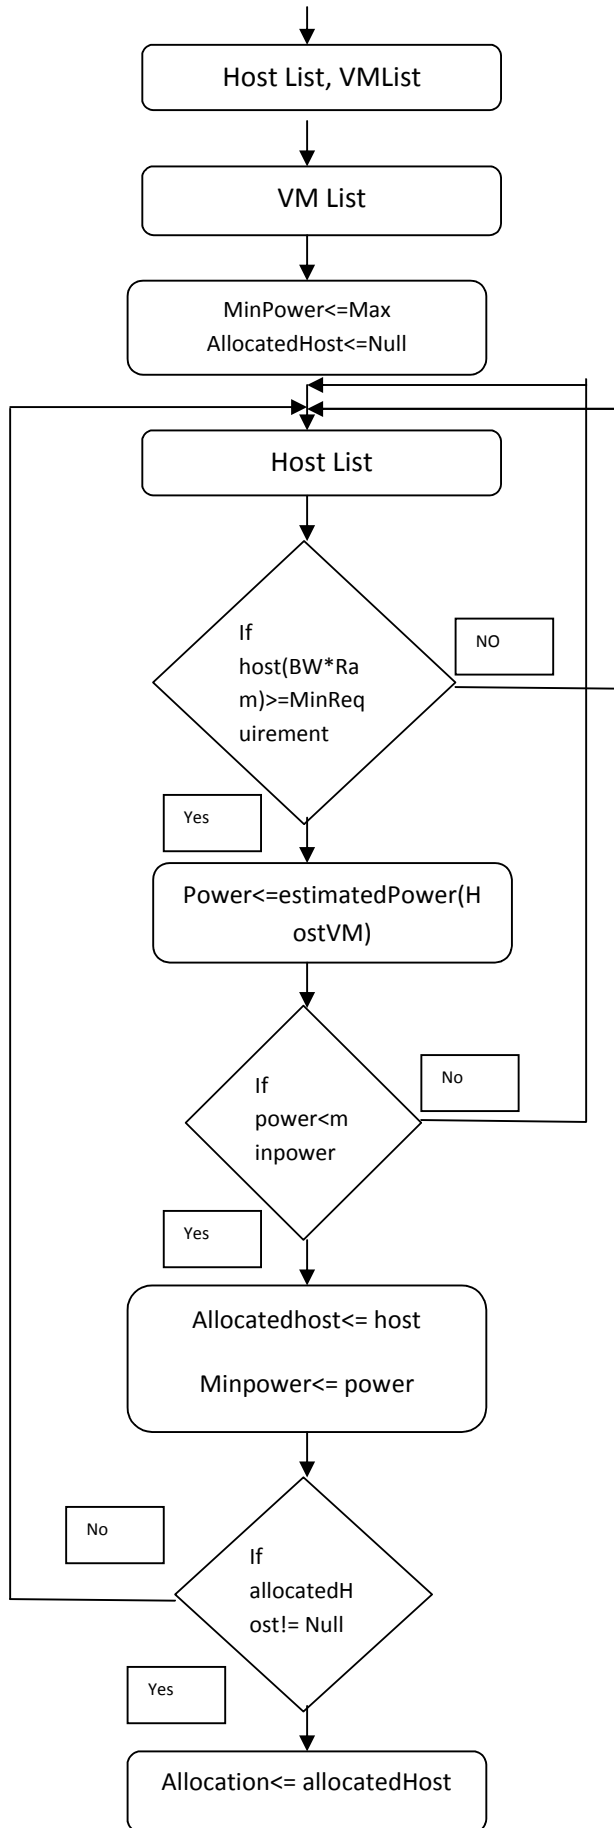 Host List, VMList
VM List
MinPower<=Max
AllocatedHost<=Null
Host List
If
host(BW*Ra
m)>=MinReq
uirement
NO
Yes
Power<=estimatedPower(H
ostVM)
If
power<m
inpower
No
Yes
Allocatedhost<= host
Minpower<= power
No
If
allocatedH
ost!= Null
Yes
Allocation<= allocatedHost